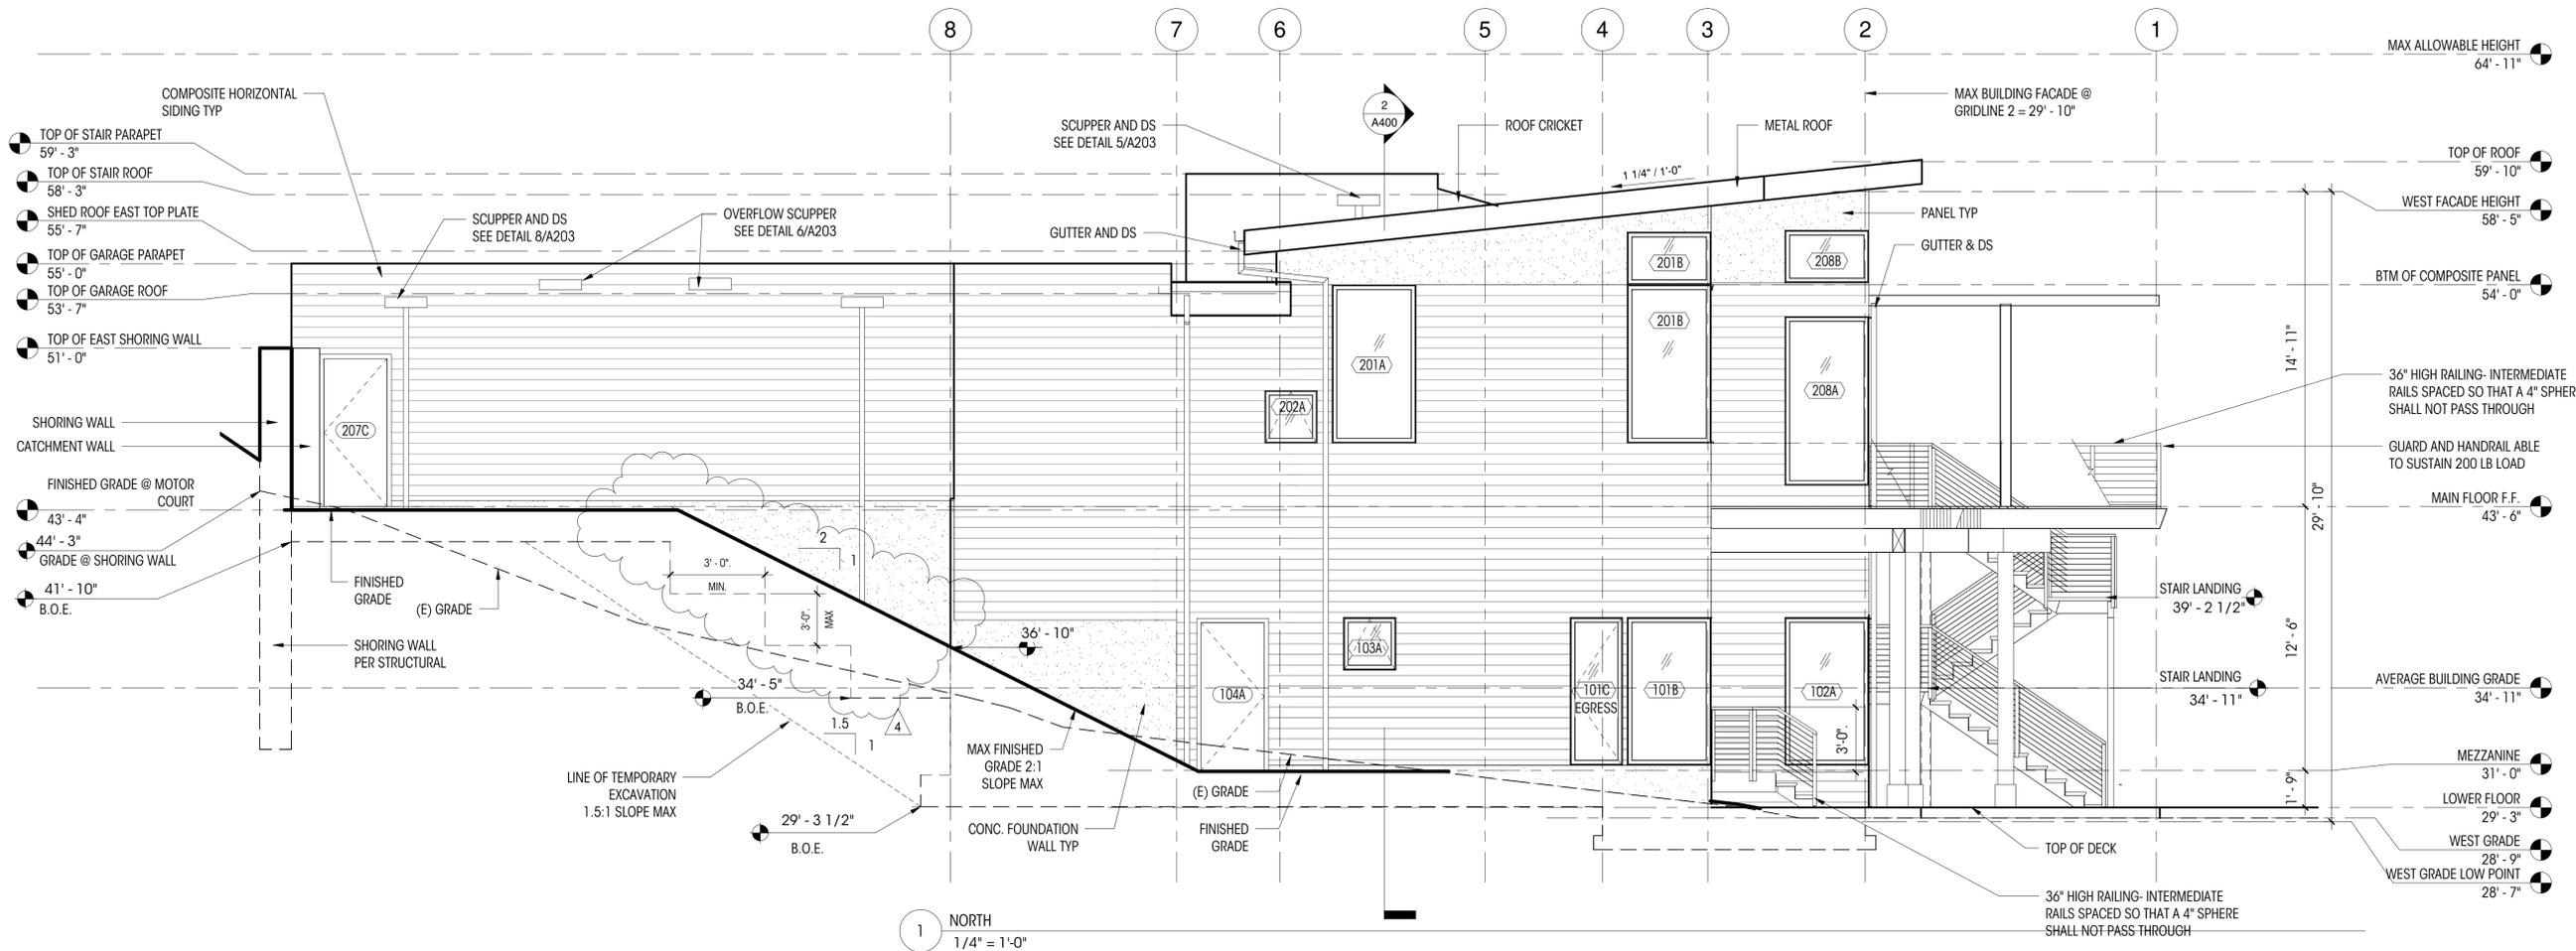 8
7
6
5
4
3
2
1
MAX ALLOWABLE HEIGHT
64' - 11"
COMPOSITE HORIZONTAL
SIDING TYP
TOP OF STAIR PARAPET
59' - 3"
TOP OF STAIR ROOF
58' - 3"
SHED ROOF EAST TOP PLATE
55' - 7"
TOP OF GARAGE PARAPET
55' - 0"
TOP OF GARAGE ROOF
53' - 7"
TOP OF EAST SHORING WALL
51' - 0"
SHORING WALL
CATCHMENT WALL
FINISHED GRADE @ MOTOR
COURT
43' - 4"
44' - 3"
GRADE @ SHORING WALL
41' - 10"
B.O.E.
SCUPPER AND DS
SEE DETAIL 8/A203
OVERFLOW SCUPPER
SEE DETAIL 6/A203
SCUPPER AND DS
SEE DETAIL 5/A203
2
A400
ROOF CRICKET
METAL ROOF
MAX BUILDING FACADE @
GRIDLINE 2 = 29' - 10"
1 1/4" / 1'-0"
GUTTER AND DS
PANEL TYP
GUTTER & DS
TOP OF ROOF
59' - 10"
WEST FACADE HEIGHT
58' - 5"
BTM OF COMPOSITE PANEL
54' - 0"
14' - 11"
29' - 10"
12' - 6"
1' - 9"
36" HIGH RAILING- INTERMEDIATE
RAILS SPACED SO THAT A 4" SPHER
SHALL NOT PASS THROUGH
GUARD AND HANDRAIL ABLE
TO SUSTAIN 200 LB LOAD
MAIN FLOOR F.F.
43' - 6"
STAIR LANDING
39' - 2 1/2"
STAIR LANDING
34' - 11"
AVERAGE BUILDING GRADE
34' - 11"
MEZZANINE
31' - 0"
LOWER FLOOR
29' - 3"
WEST GRADE
28' - 9"
WEST GRADE LOW POINT
28' - 7"
207C
201B
208B
201B
201A
208A
202A
104A
103A
101C
EGRESS
101B
102A
3'-0"
2
1
3' - 0".
MIN.
3'-0".
MAX
36' - 10"
FINISHED
GRADE
(E) GRADE
SHORING WALL
PER STRUCTURAL
34' - 5"
B.O.E.
1.5
1
4
LINE OF TEMPORARY
EXCAVATION
1.5:1 SLOPE MAX
29' - 3 1/2"
B.O.E.
MAX FINISHED
GRADE 2:1
SLOPE MAX
CONC. FOUNDATION
WALL TYP
(E) GRADE
FINISHED
GRADE
TOP OF DECK
36" HIGH RAILING- INTERMEDIATE
RAILS SPACED SO THAT A 4" SPHERE
SHALL NOT PASS THROUGH
1
NORTH
1/4" = 1'-0"